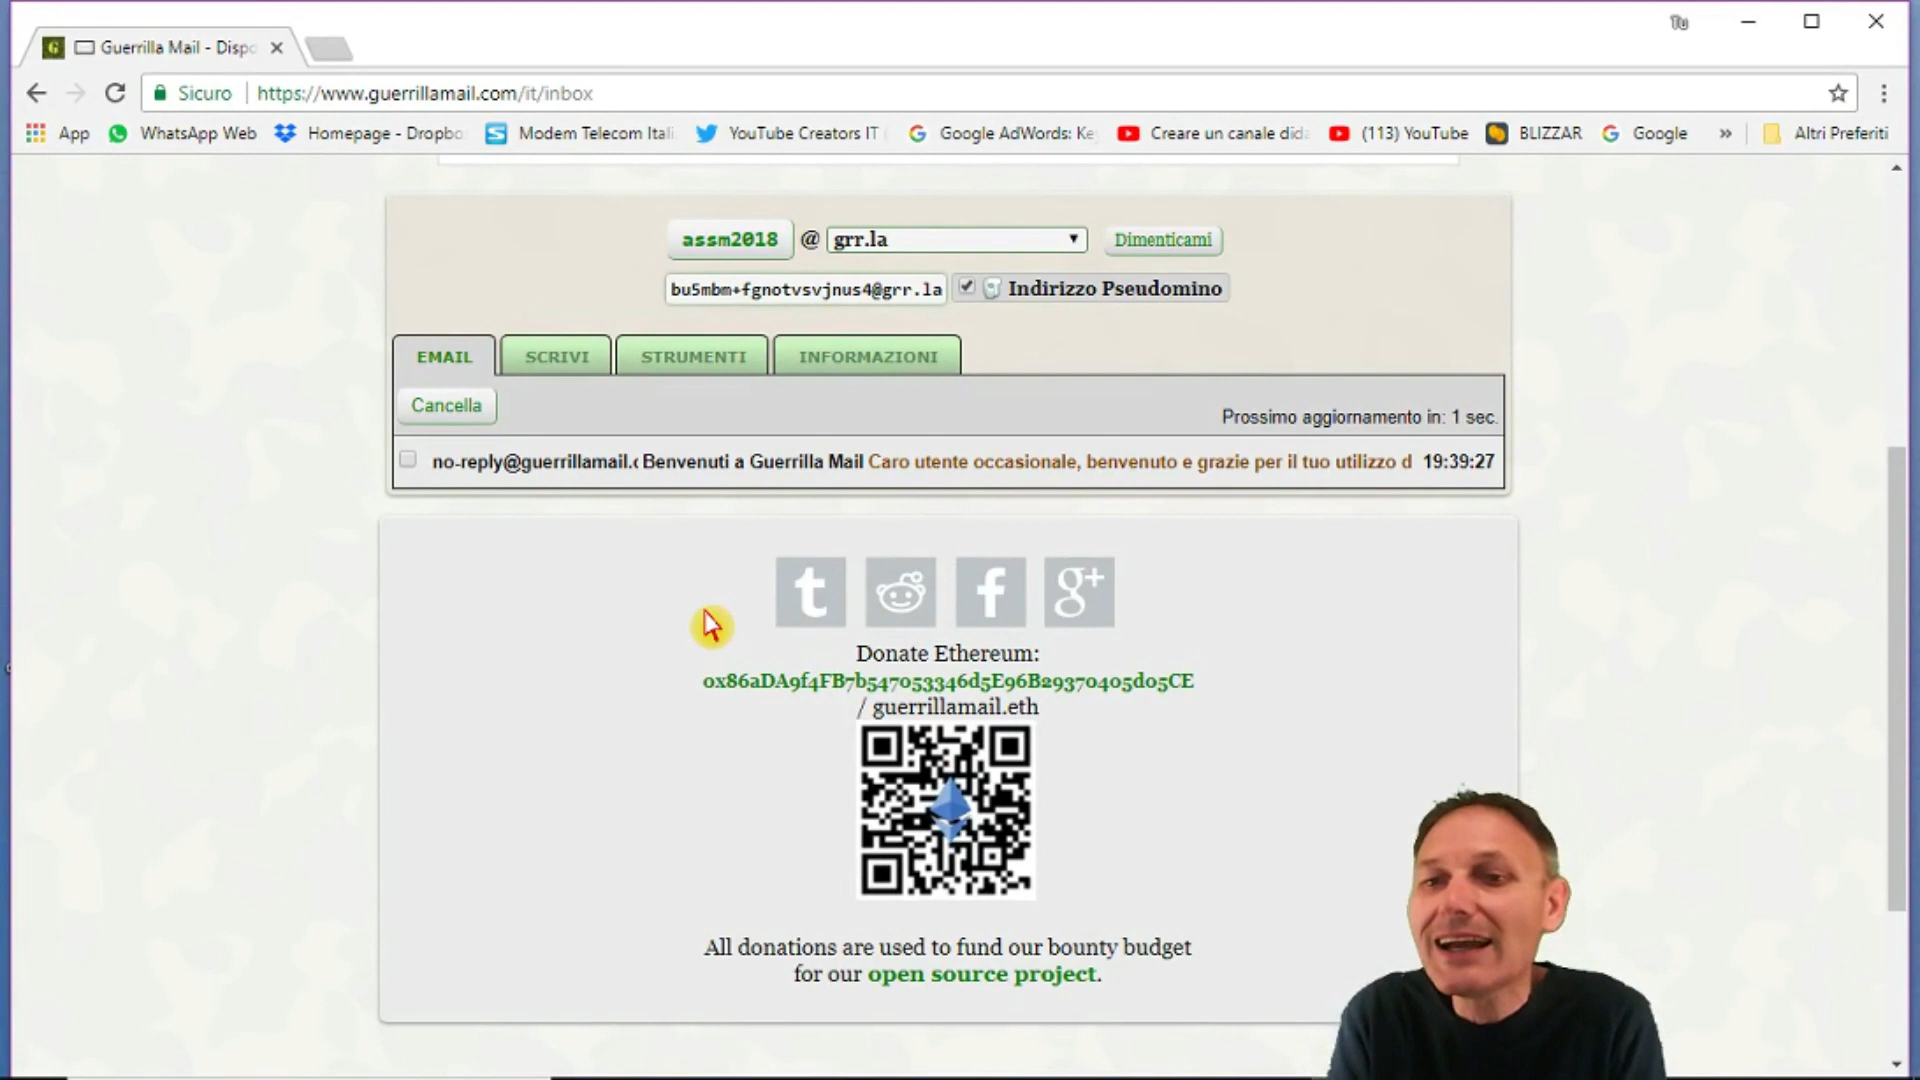 Tu
Guerrilla Mail - Dispo
Sicuro https://www.guerrillamail.com/it/inbox
App WhatsApp Web Homepage - Dropbo Modem Telecom Itali YouTube Creators IT Google AdWords: Ke Creare un canale dida (113) YouTube BLIZZAR Google » Altri Preferiti
assm2018 @ grr.la Dimenticami
bu5mbm+fgnotvsvjnus4@grr.la Indirizzo Pseudomino
EMAIL SCRIVI STRUMENTI INFORMAZIONI
Cancella
Prossimo aggiornamento in: 1 sec.
no-reply@guerrillamail.c Benvenuti a Guerrilla Mail Caro utente occasionale, benvenuto e grazie per il tuo utilizzo d 19:39:27
t f g+
Donate Ethereum:
0x86aDA9f4FB7b547053346d5E96B29370405d05CE
/ guerrillamail.eth
All donations are used to fund our bounty budget
for our open source project.